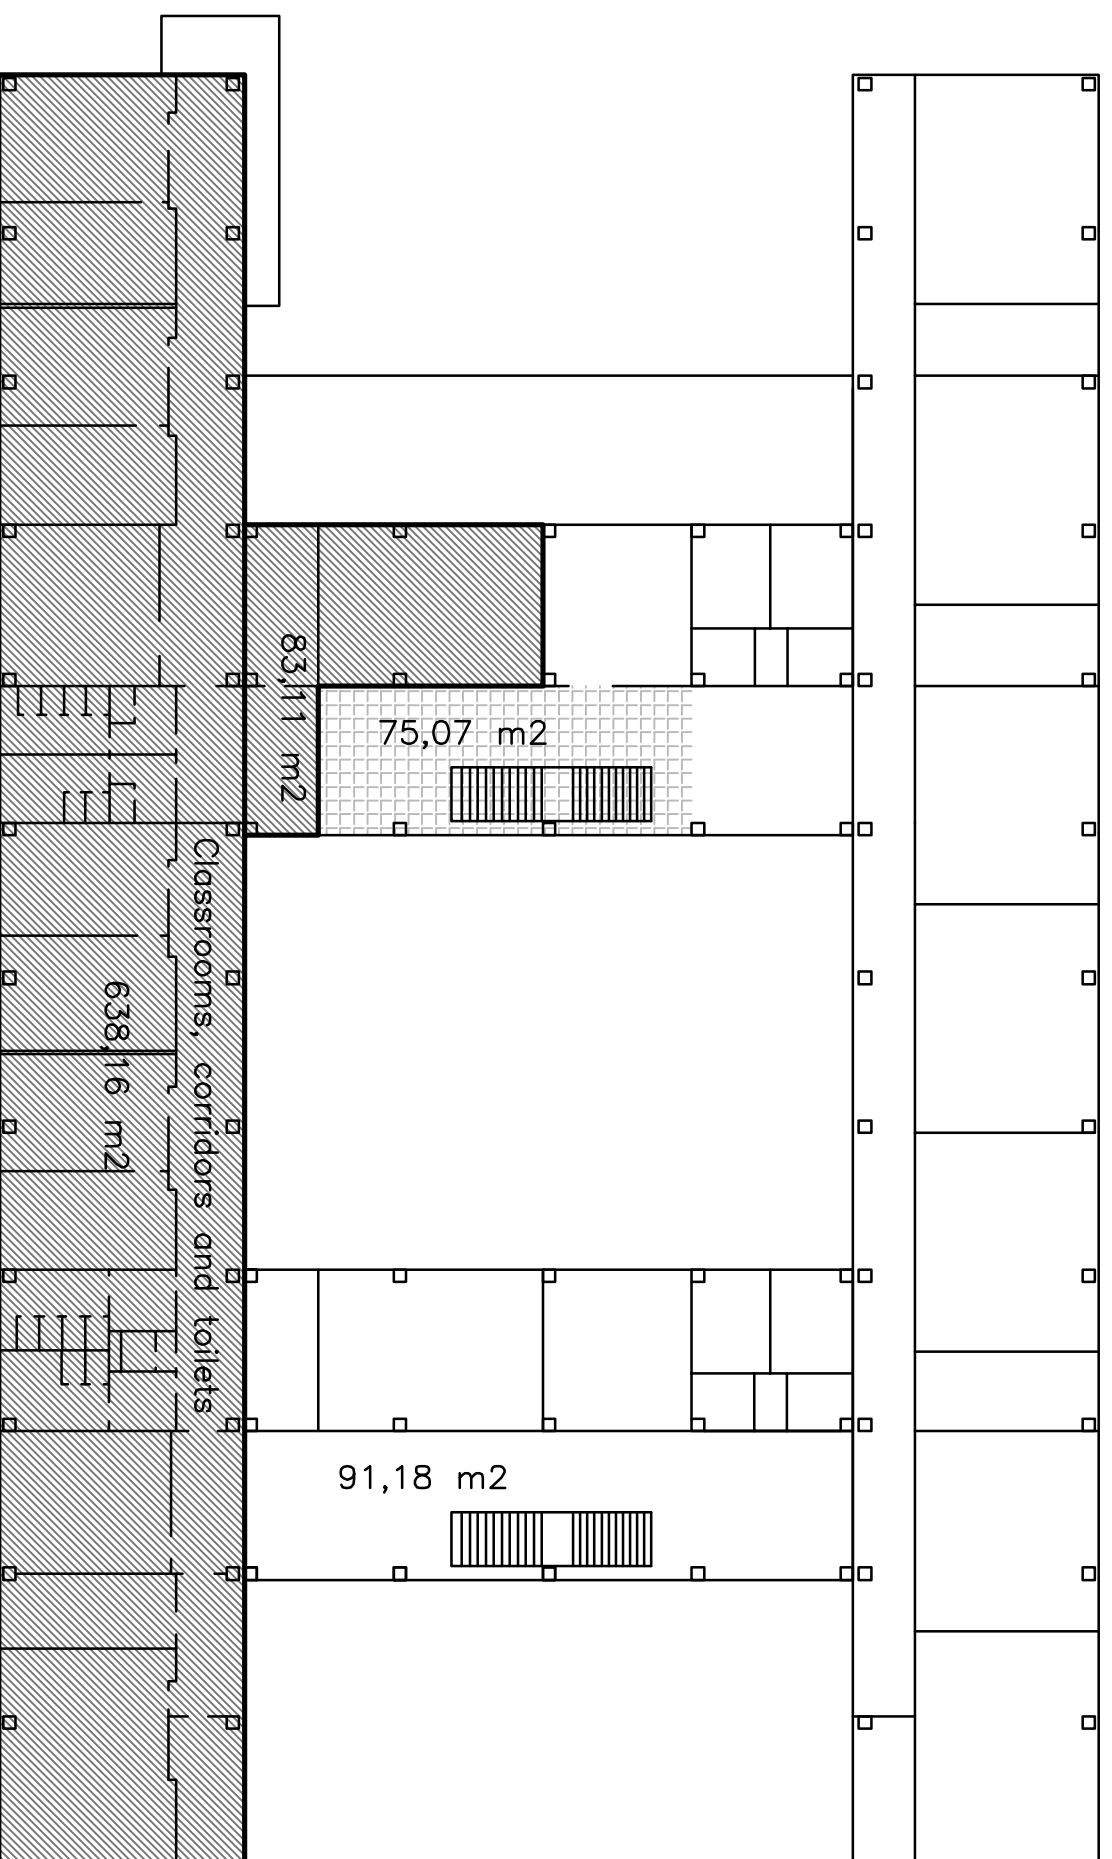 83,11 m2
75,07 m2
Classrooms, corridors and toilets
638,16 m2
91,18 m2